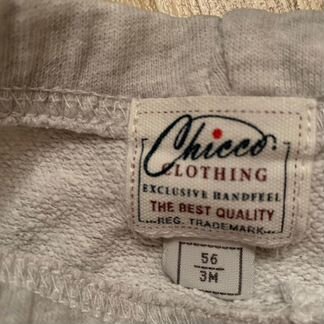 Chicco
CLOTHING
EXCLUSIVE HANDFEEL
THE BEST QUALITY
REG. TRADEMARK
56
3M